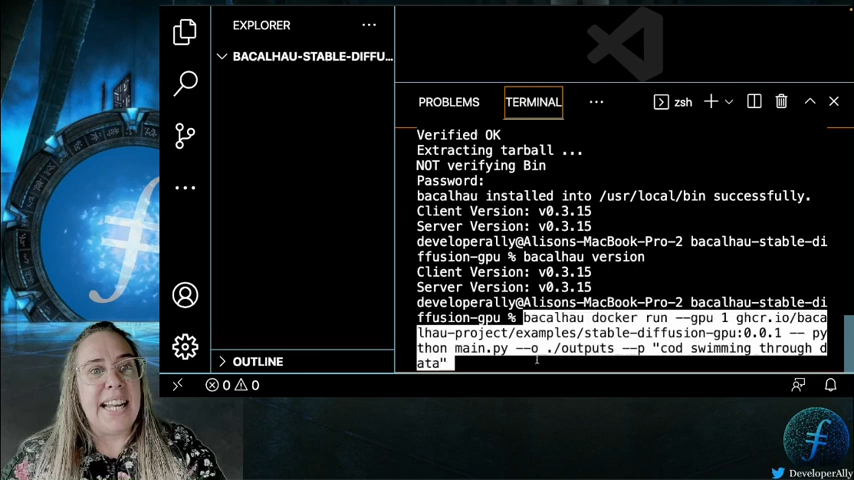 EXPLORER
BACALHAU-STABLE-DIFFU...
OUTLINE
0 0
PROBLEMS TERMINAL zsh
Verified OK
Extracting tarball ...
NOT verifying Bin
Password:
bacalhau installed into /usr/local/bin successfully.
Client Version: v0.3.15
Server Version: v0.3.15
developerally@Alisons-MacBook-Pro-2 bacalhau-stable-di
ffusion-gpu % bacalhau version
Client Version: v0.3.15
Server Version: v0.3.15
developerally@Alisons-MacBook-Pro-2 bacalhau-stable-di
ffusion-gpu % bacalhau docker run --gpu 1 ghcr.io/baca
lhau-project/examples/stable-diffusion-gpu:0.0.1 -- py
thon main.py --o ./outputs --p "cod swimming through d
ata"
DeveloperAlly